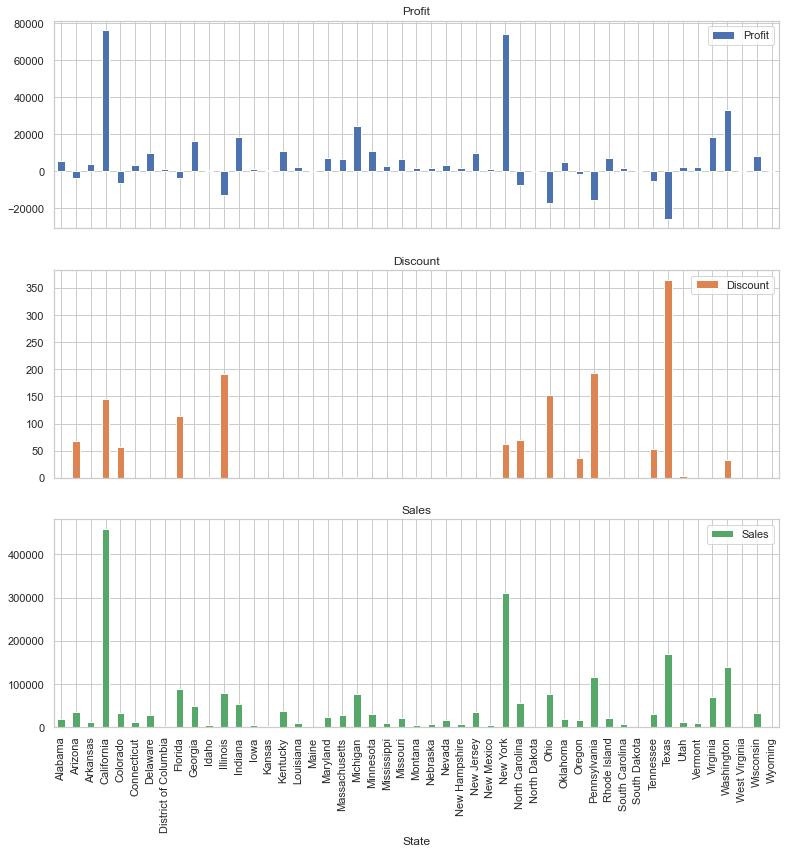 Profit
Profit
80000
60000
40000
20000
0
−20000
Discount
Discount
350
300
250
200
150
100
50
0
Sales
Sales
400000
300000
200000
100000
0
Alabama
Arizona
Arkansas
California
Colorado
Connecticut
Delaware
District of Columbia
Florida
Georgia
Idaho
Illinois
Indiana
Iowa
Kansas
Kentucky
Louisiana
Maine
Maryland
Massachusetts
Michigan
Minnesota
Mississippi
Missouri
Montana
Nebraska
Nevada
New Hampshire
New Jersey
New Mexico
New York
North Carolina
North Dakota
Ohio
Oklahoma
Oregon
Pennsylvania
Rhode Island
South Carolina
South Dakota
Tennessee
Texas
Utah
Vermont
Virginia
Washington
West Virginia
Wisconsin
Wyoming
State